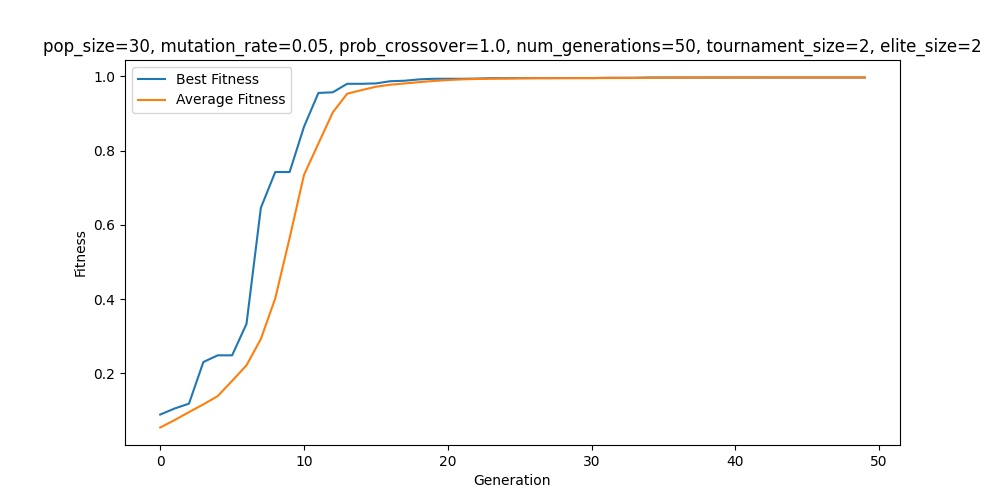 pop_size=30, mutation_rate=0.05, prob_crossover=1.0, num_generations=50, tournament_size=2, elite_size=2
Best Fitness
Average Fitness
1.0
0.8
0.6
0.4
0.2
Fitness
0 10 20 30 40 50
Generation